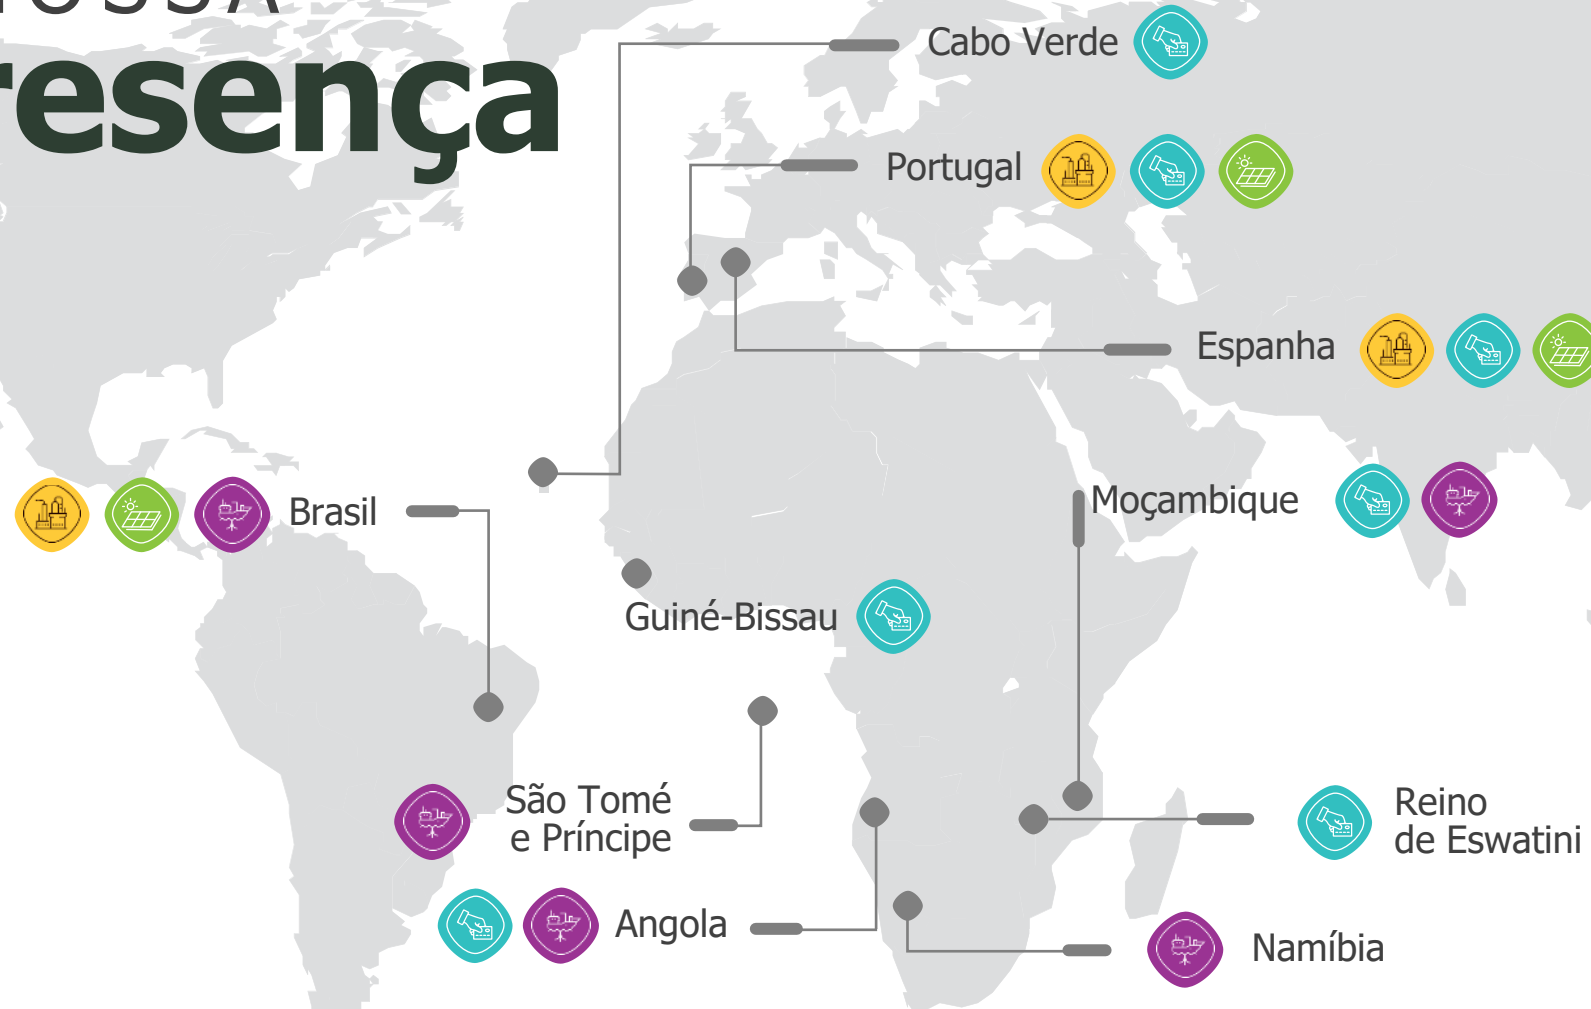 resença
Cabo Verde
Portugal
Espanha
Brasil
Moçambique
Guiné-Bissau
São Tomé
e Príncipe
Reino
de Eswatini
Angola
Namíbia